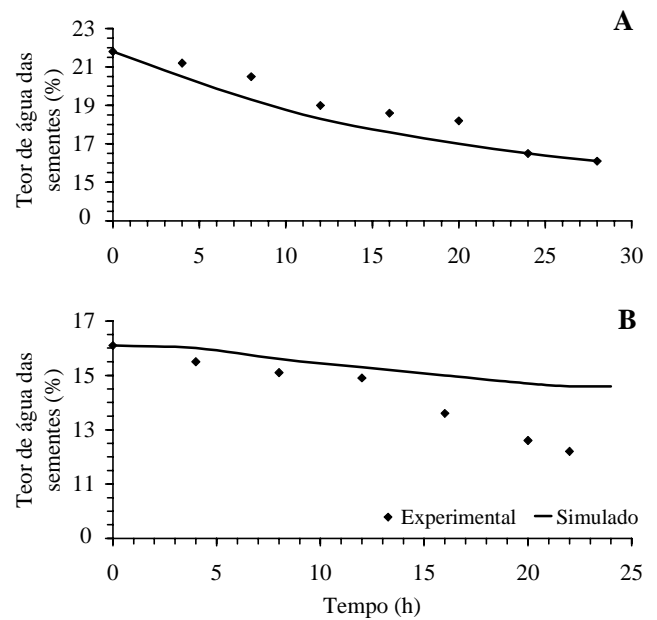 A
Teor de água das
sementes (%)
23
21
19
17
15
0
0 5 10 15 20 25 30
B
Teor de água das
sementes (%)
17
15
13
11
0
Experimental Simulado
0 5 10 15 20 25
Tempo (h)